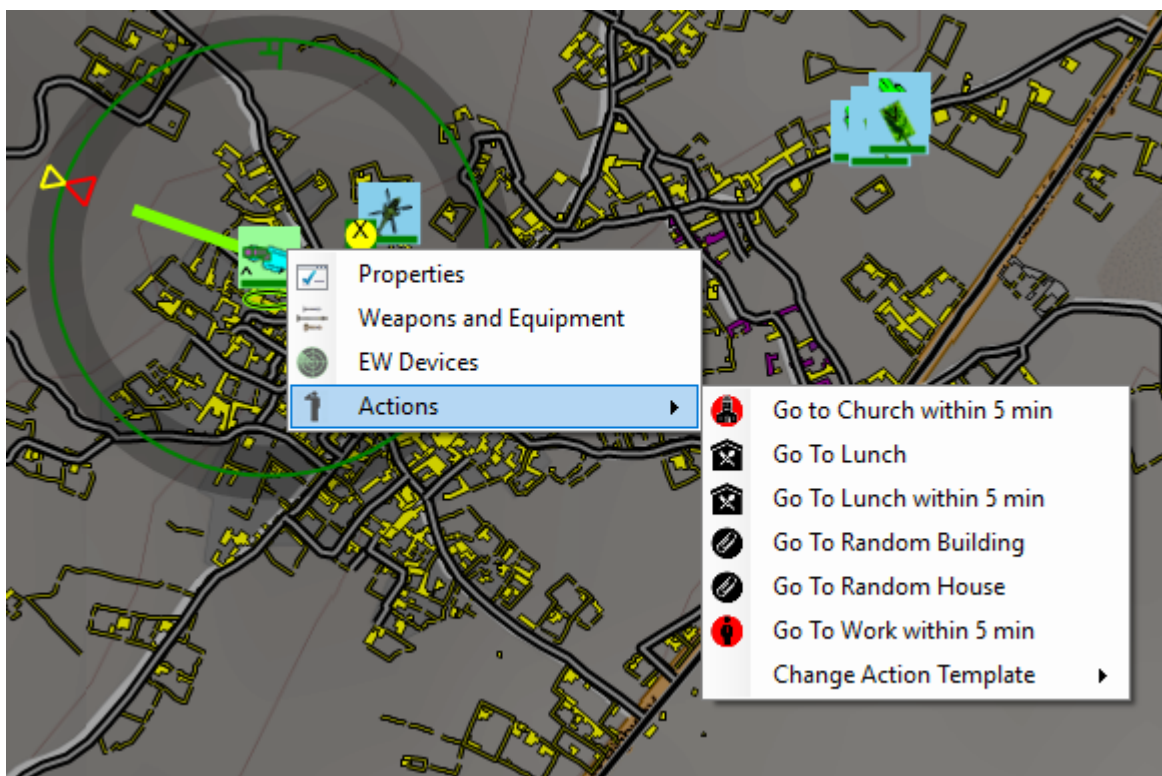 X
Properties
Weapons and Equipment
EW Devices
Actions
Go to Church within 5 min
Go To Lunch
Go To Lunch within 5 min
Go To Random Building
Go To Random House
Go To Work within 5 min
Change Action Template